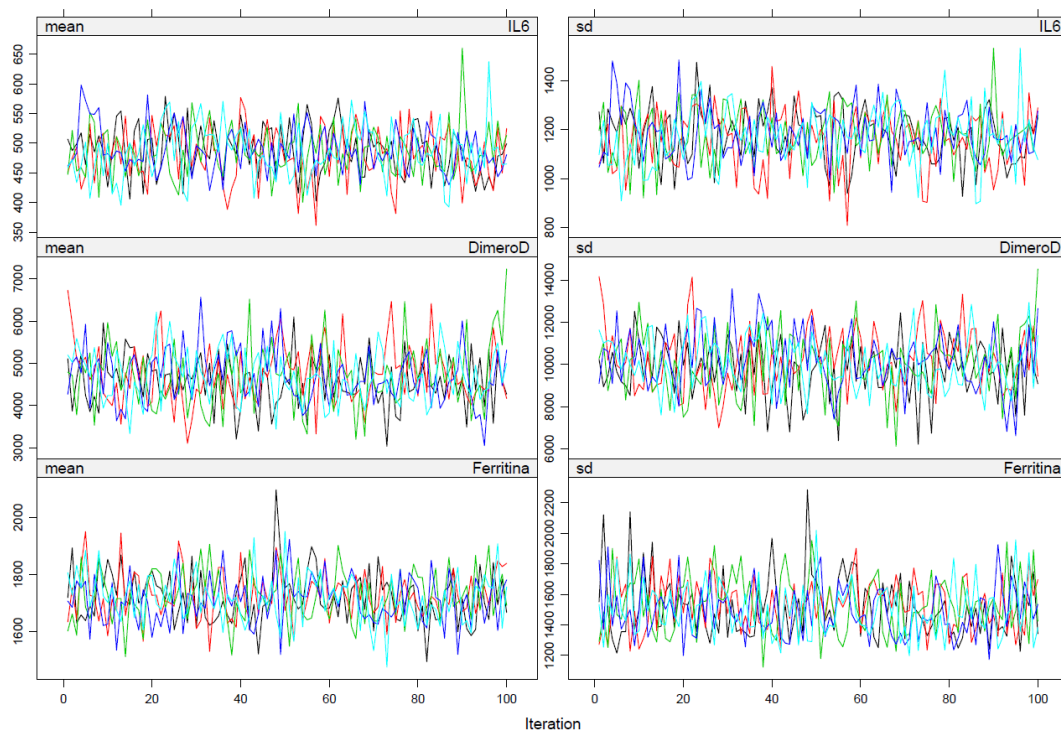 mean IL6 sd IL6
350 400 450 500 550 600 650
800 1000 1200 1400
mean DimeroD sd DimeroD
3000 4000 5000 6000 7000
6000 8000 10000 12000 14000
mean Ferritina sd Ferritina
1600 1800 2000
1200 1400 1600 1800 2000 2200
0 20 40 60 80 100 0 20 40 60 80 100
Iteration